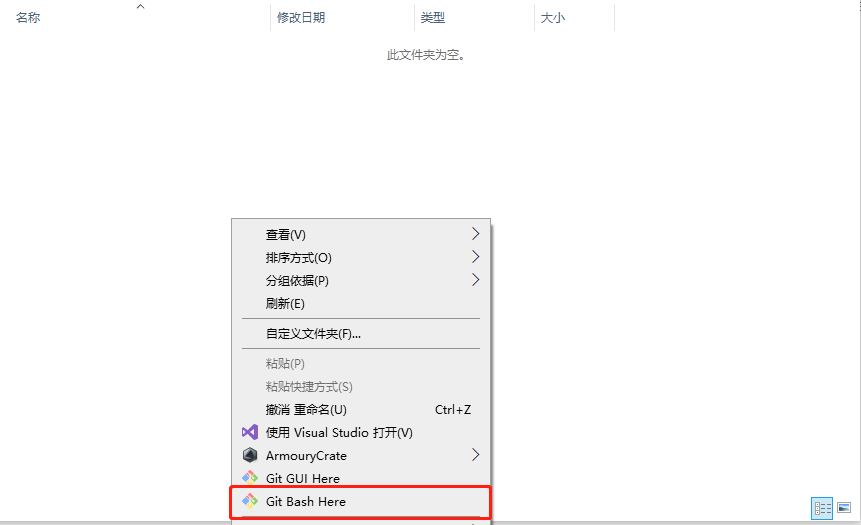 名称 修改日期 类型 大小
此文件夹为空。
查看(V)
排序方式(O)
分组依据(P)
刷新(E)
自定义文件夹(F)...
粘贴(P)
粘贴快捷方式(S)
撤消 重命名(U) Ctrl+Z
使用 Visual Studio 打开(V)
ArmouryCrate
Git GUI Here
Git Bash Here